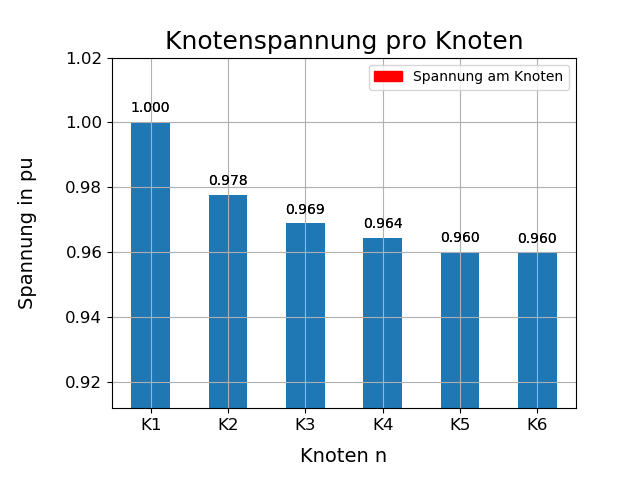 Knotenspannung pro Knoten
Spannung am Knoten
Spannung in pu
1.02
1.00
0.98
0.96
0.94
0.92
1.000
0.978
0.969
0.964
0.960
0.960
K1 K2 K3 K4 K5 K6
Knoten n